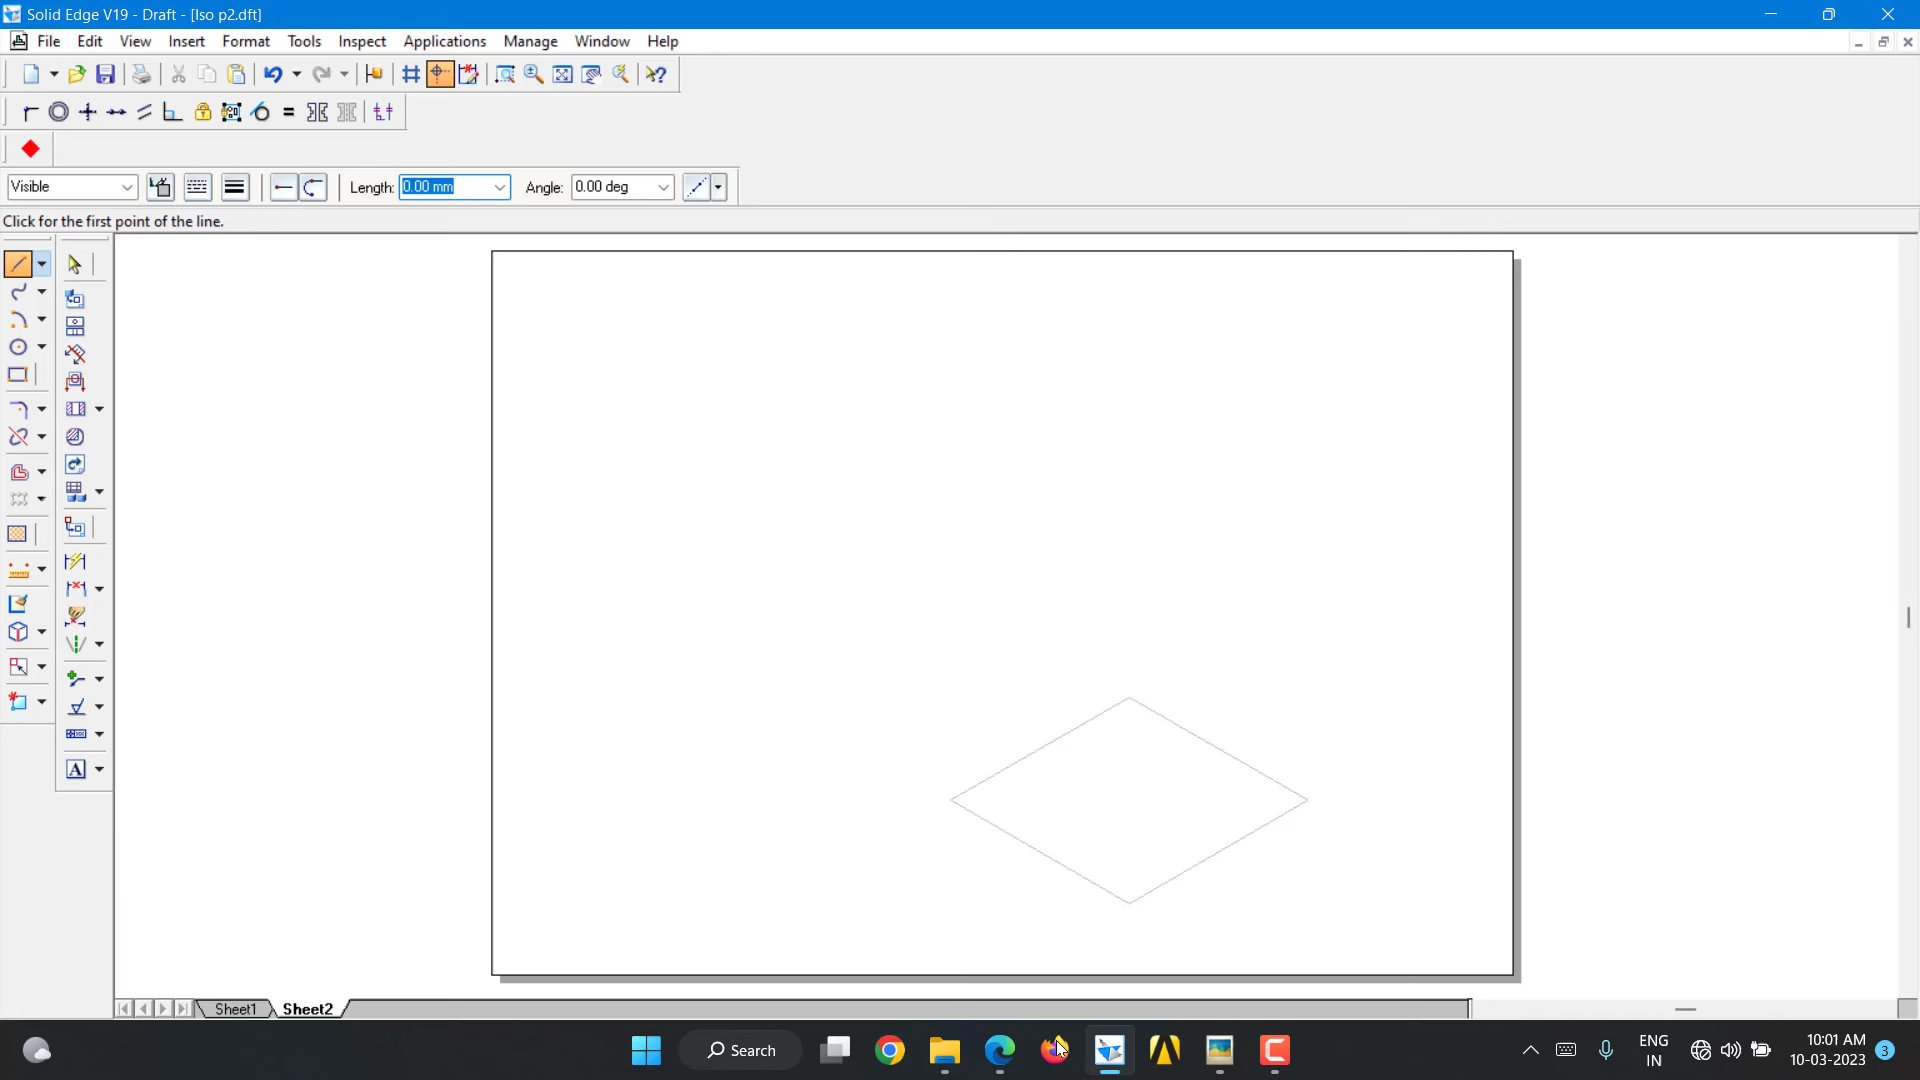 Solid Edge V19 - Draft - [Iso p2.dft]
File Edit View Insert Format Tools Inspect Applications Manage Window Help
Visible Length: 0.00 mm Angle: 0.00 deg
Click for the first point of the line.
A
Sheet1 Sheet2
Search
ENG
IN
10:01 AM
10-03-2023
3